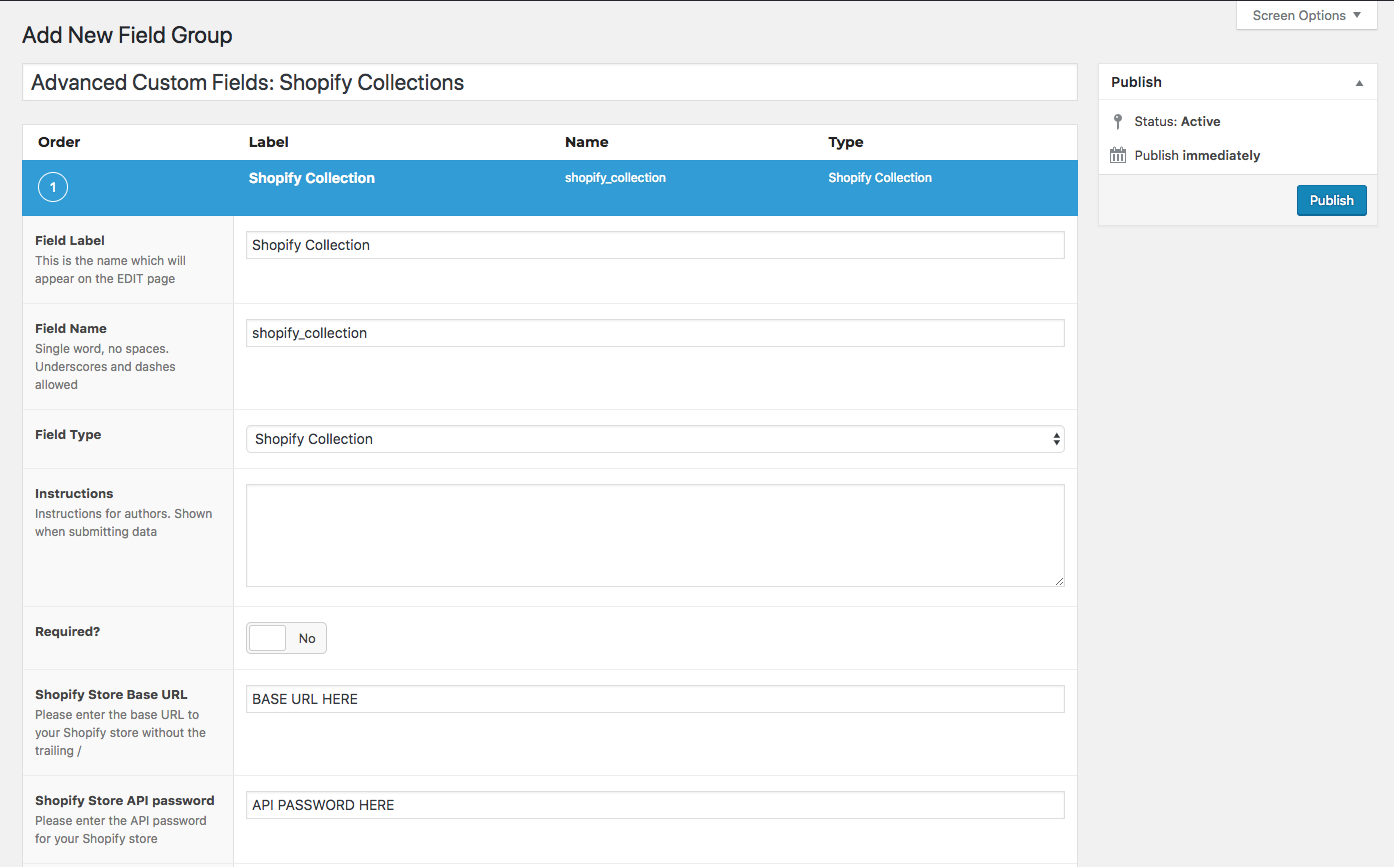 Screen Options
Add New Field Group
Advanced Custom Fields: Shopify Collections
Publish
Status: Active
Publish immediately
Publish
Order Label Name Type
1 Shopify Collection shopify_collection Shopify Collection
Field Label
This is the name which will
appear on the EDIT page
Shopify Collection
Field Name
Single word, no spaces.
Underscores and dashes
allowed
shopify_collection
Field Type
Shopify Collection
Instructions
Instructions for authors. Shown
when submitting data
Required?
No
Shopify Store Base URL
Please enter the base URL to
your Shopify store without the
trailing /
BASE URL HERE
Shopify Store API password
Please enter the API password
for your Shopify store
API PASSWORD HERE